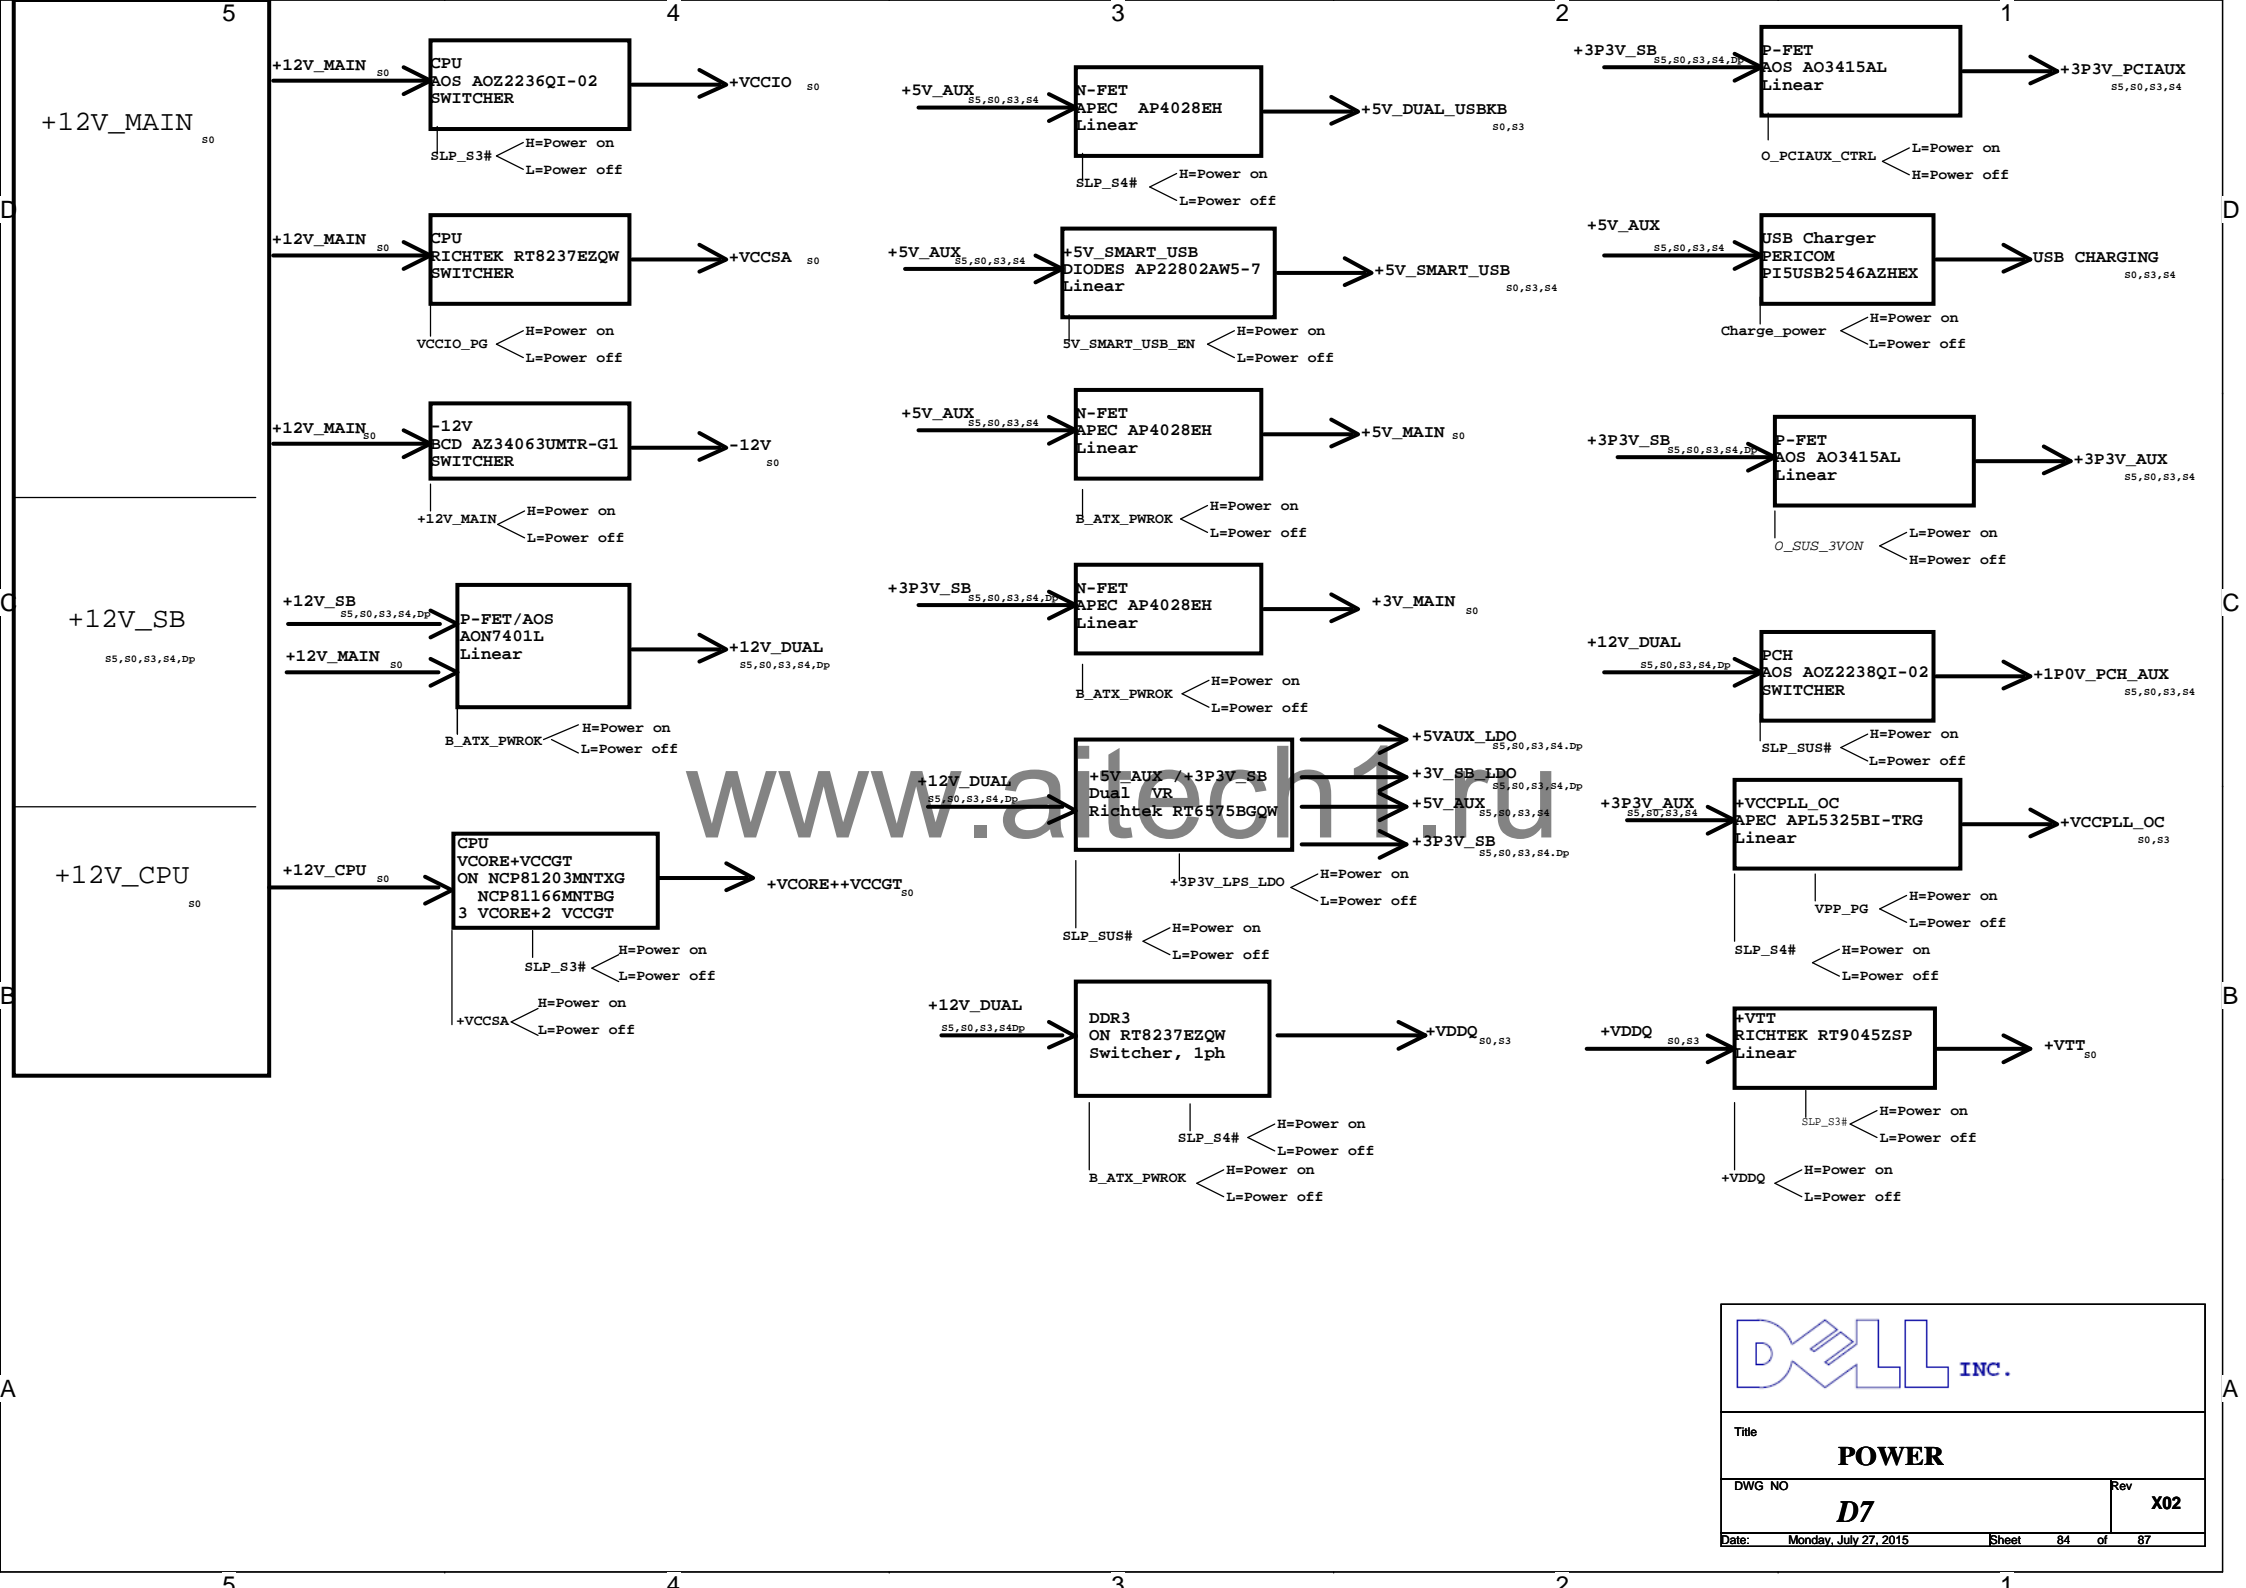 5 4 3 2 1
+12V_MAIN
S0
+12V_SB
S5,S0,S3,S4,Dp
+12V_CPU
S0
+12V_MAIN S0
CPU
AOS AOZ2236QI-02
SWITCHER
+VCCIO S0
SLP_S3#
H=Power on
L=Power off
+12V_MAIN S0
CPU
RICHTEK RT8237EZQW
SWITCHER
+VCCSA S0
VCCIO_PG
H=Power on
L=Power off
+12V_MAIN S0
-12V
BCD AZ34063UMTR-G1
SWITCHER
-12V
S0
+12V_MAIN
H=Power on
L=Power off
+12V_SB
S5,S0,S3,S4,Dp
+12V_MAIN S0
P-FET/AOS
AON7401L
Linear
+12V_DUAL
S5,S0,S3,S4,Dp
B_ATX_PWROK
H=Power on
L=Power off
+12V_CPU S0
CPU
VCORE+VCCGT
ON NCP81203MNTXG
NCP81166MNTBG
3 VCORE+2 VCCGT
+VCORE++VCCGT S0
SLP_S3#
H=Power on
L=Power off
+VCCSA
H=Power on
L=Power off
+5V_AUX
S5,S0,S3,S4
N-FET
APEC AP4028EH
Linear
+5V_DUAL_USBKB
S0,S3
SLP_S4#
H=Power on
L=Power off
+5V_AUX
S5,S0,S3,S4
+5V_SMART_USB
DIODES AP22802AW5-7
Linear
+5V_SMART_USB
S0,S3,S4
5V_SMART_USB_EN
H=Power on
L=Power off
+5V_AUX
S5,S0,S3,S4
N-FET
APEC AP4028EH
Linear
+5V_MAIN S0
B_ATX_PWROK
H=Power on
L=Power off
+3P3V_SB
S5,S0,S3,S4,Dp
N-FET
APEC AP4028EH
Linear
+3V_MAIN S0
B_ATX_PWROK
H=Power on
L=Power off
+12V_DUAL
S5,S0,S3,S4,Dp
+5V_AUX /+3P3V_SB
Dual VR
Richtek RT6575BGQW
+5VAUX_LDO
S5,S0,S3,S4.Dp
+3V_SB_LDO
S5,S0,S3,S4,Dp
+5V_AUX
S5,S0,S3,S4
+3P3V_SB
S5,S0,S3,S4.Dp
+3P3V_LPS_LDO
H=Power on
L=Power off
SLP_SUS#
H=Power on
L=Power off
+12V_DUAL
S5,S0,S3,S4Dp
DDR3
ON RT8237EZQW
Switcher, 1ph
+VDDQ S0,S3
SLP_S4#
H=Power on
L=Power off
B_ATX_PWROK
H=Power on
L=Power off
+3P3V_SB
S5,S0,S3,S4,Dp
P-FET
AOS AO3415AL
Linear
+3P3V_PCIAUX
S5,S0,S3,S4
O_PCIAUX_CTRL
L=Power on
H=Power off
+5V_AUX
S5,S0,S3,S4
USB Charger
PERICOM
PI5USB2546AZHEX
USB CHARGING
S0,S3,S4
Charge_power
H=Power on
L=Power off
+3P3V_SB
S5,S0,S3,S4,Dp
P-FET
AOS AO3415AL
Linear
+3P3V_AUX
S5,S0,S3,S4
O_SUS_3VON
L=Power on
H=Power off
+12V_DUAL
S5,S0,S3,S4,Dp
PCH
AOS AOZ2238QI-02
SWITCHER
+1P0V_PCH_AUX
S5,S0,S3,S4
SLP_SUS#
H=Power on
L=Power off
+3P3V_AUX
S5,S0,S3,S4
+VCCPLL_OC
APEC APL5325BI-TRG
Linear
+VCCPLL_OC
S0,S3
VPP_PG
H=Power on
L=Power off
SLP_S4#
H=Power on
L=Power off
+VDDQ S0,S3
+VTT
RICHTEK RT9045ZSP
Linear
+VTT S0
SLP_S3#
H=Power on
L=Power off
+VDDQ
H=Power on
L=Power off
www.aitech1.ru
D D
C C
B B
A A
DELL INC.
Title
POWER
DWG NO
D7
Rev
X02
Date: Monday, July 27, 2015 Sheet 84 of 87
5 4 3 2 1